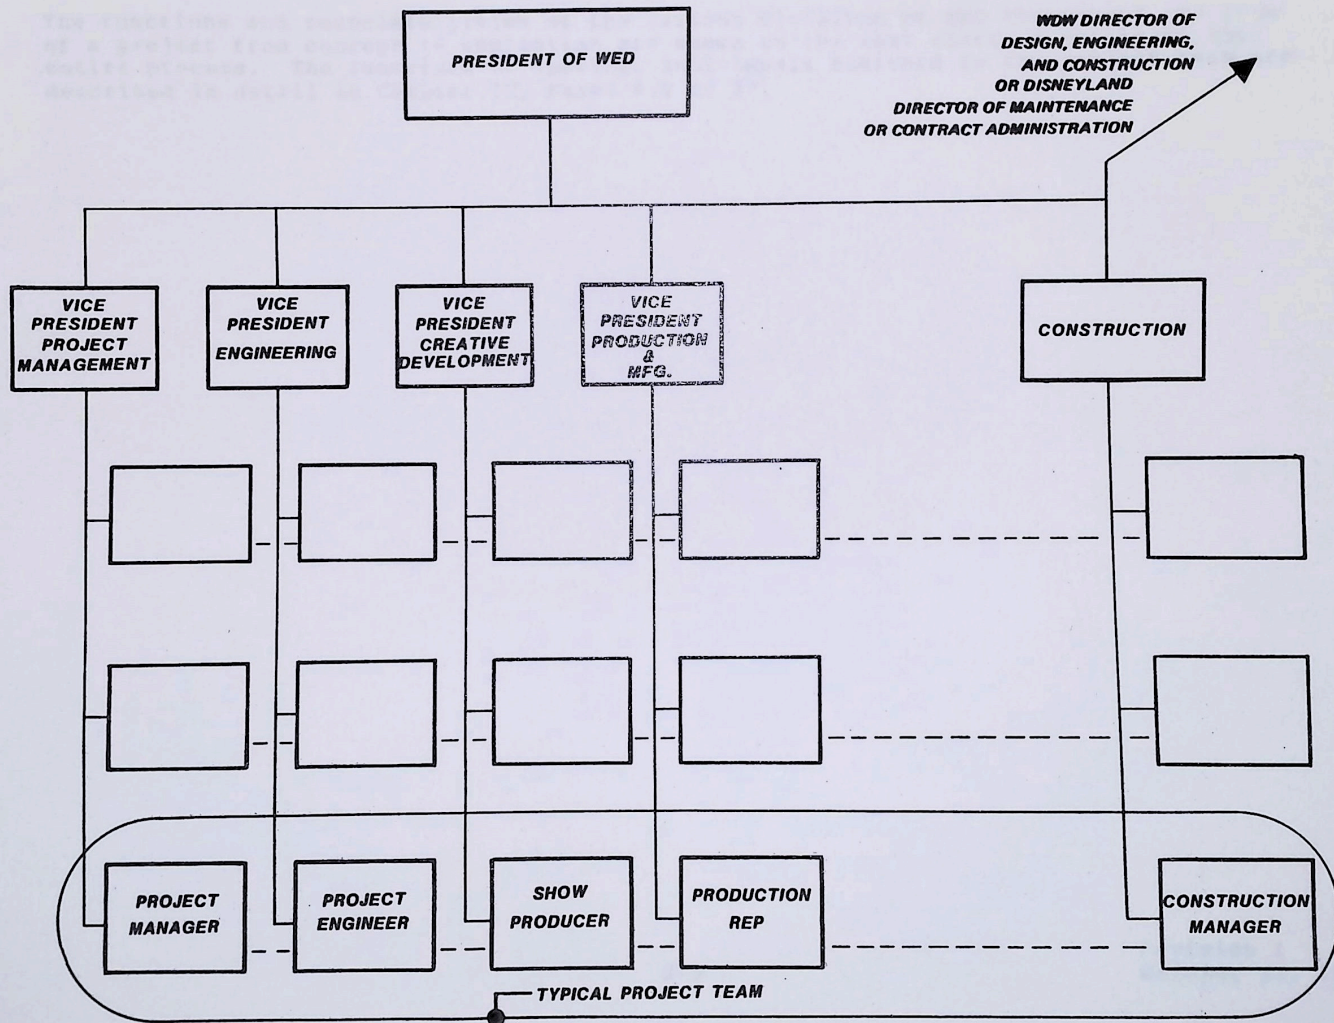 PRESIDENT OF WED
WDW DIRECTOR OF
DESIGN, ENGINEERING,
AND CONSTRUCTION
OR DISNEYLAND
DIRECTOR OF MAINTENANCE
OR CONTRACT ADMINISTRATION
VICE
PRESIDENT
PROJECT
MANAGEMENT
VICE
PRESIDENT
ENGINEERING
VICE
PRESIDENT
CREATIVE
DEVELOPMENT
VICE
PRESIDENT
PRODUCTION
&
MFG.
CONSTRUCTION
PROJECT
MANAGER
PROJECT
ENGINEER
SHOW
PRODUCER
PRODUCTION
REP
CONSTRUCTION
MANAGER
TYPICAL PROJECT TEAM